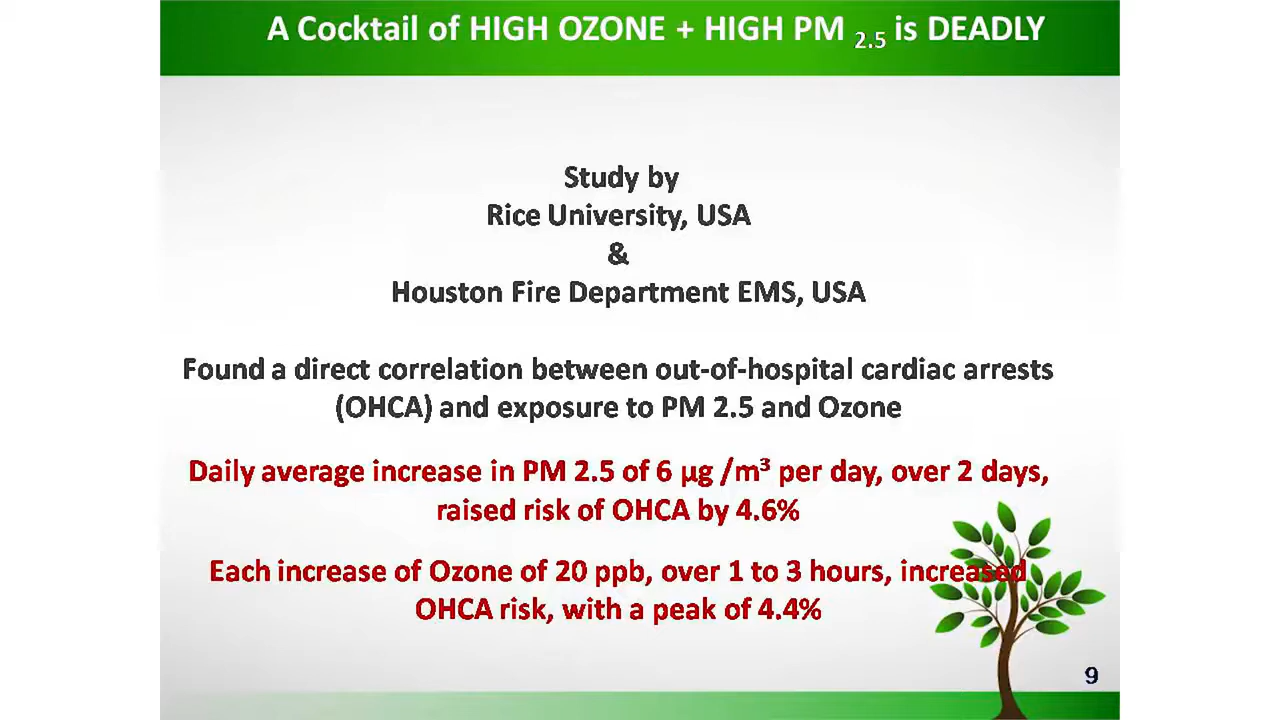 A Cocktail of HIGH OZONE + HIGH PM 2.5 is DEADLY
Study by
Rice University, USA
&
Houston Fire Department EMS, USA
Found a direct correlation between out-of-hospital cardiac arrests
(OHCA) and exposure to PM 2.5 and Ozone
Daily average increase in PM 2.5 of 6 µg /m³ per day, over 2 days,
raised risk of OHCA by 4.6%
Each increase of Ozone of 20 ppb, over 1 to 3 hours, increased
OHCA risk, with a peak of 4.4%
9